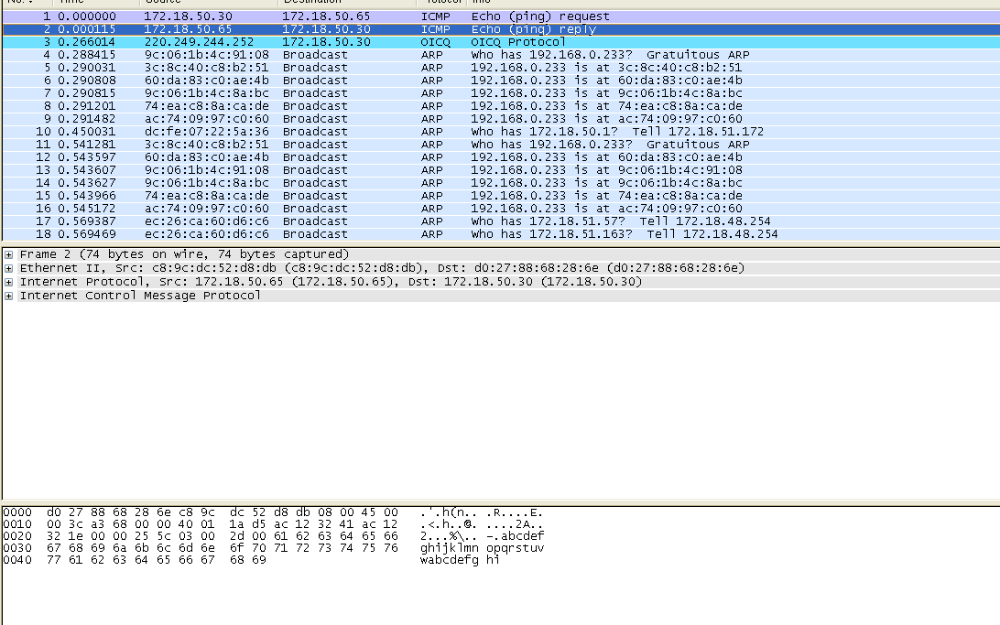 No. . Time Source Destination Protocol Info
1 0.000000 172.18.50.30 172.18.50.65 ICMP Echo (ping) request
2 0.000115 172.18.50.65 172.18.50.30 ICMP Echo (ping) reply
3 0.266014 220.249.244.252 172.18.50.30 OICQ OICQ Protocol
4 0.288415 9c:06:1b:4c:91:08 Broadcast ARP Who has 192.168.0.233?  Gratuitous ARP
5 0.290031 3c:8c:40:c8:b2:51 Broadcast ARP 192.168.0.233 is at 3c:8c:40:c8:b2:51
6 0.290808 60:da:83:c0:ae:4b Broadcast ARP 192.168.0.233 is at 60:da:83:c0:ae:4b
7 0.290815 9c:06:1b:4c:8a:bc Broadcast ARP 192.168.0.233 is at 9c:06:1b:4c:8a:bc
8 0.291201 74:ea:c8:8a:ca:de Broadcast ARP 192.168.0.233 is at 74:ea:c8:8a:ca:de
9 0.291482 ac:74:09:97:c0:60 Broadcast ARP 192.168.0.233 is at ac:74:09:97:c0:60
10 0.450031 dc:fe:07:22:5a:36 Broadcast ARP Who has 172.18.50.1?  Tell 172.18.51.172
11 0.541281 3c:8c:40:c8:b2:51 Broadcast ARP Who has 192.168.0.233?  Gratuitous ARP
12 0.543597 60:da:83:c0:ae:4b Broadcast ARP 192.168.0.233 is at 60:da:83:c0:ae:4b
13 0.543607 9c:06:1b:4c:91:08 Broadcast ARP 192.168.0.233 is at 9c:06:1b:4c:91:08
14 0.543627 9c:06:1b:4c:8a:bc Broadcast ARP 192.168.0.233 is at 9c:06:1b:4c:8a:bc
15 0.543966 74:ea:c8:8a:ca:de Broadcast ARP 192.168.0.233 is at 74:ea:c8:8a:ca:de
16 0.545172 ac:74:09:97:c0:60 Broadcast ARP 192.168.0.233 is at ac:74:09:97:c0:60
17 0.569387 ec:26:ca:60:d6:c6 Broadcast ARP Who has 172.18.51.57?  Tell 172.18.48.254
18 0.569469 ec:26:ca:60:d6:c6 Broadcast ARP Who has 172.18.51.163?  Tell 172.18.48.254
Frame 2 (74 bytes on wire, 74 bytes captured)
Ethernet II, Src: c8:9c:dc:52:d8:db (c8:9c:dc:52:d8:db), Dst: d0:27:88:68:28:6e (d0:27:88:68:28:6e)
Internet Protocol, Src: 172.18.50.65 (172.18.50.65), Dst: 172.18.50.30 (172.18.50.30)
Internet Control Message Protocol
0000  d0 27 88 68 28 6e c8 9c  dc 52 d8 db 08 00 45 00   .'.h(n.. .R....E.
0010  00 3c a3 68 00 00 40 01  1a d5 ac 12 32 41 ac 12   .<.h..@. ....2A..
0020  32 1e 00 00 25 5c 03 00  2d 00 61 62 63 64 65 66   2...%\.. -.abcdef
0030  67 68 69 6a 6b 6c 6d 6e  6f 70 71 72 73 74 75 76   ghijklmn opqrstuv
0040  77 61 62 63 64 65 66 67  68 69   wabcdefg hi